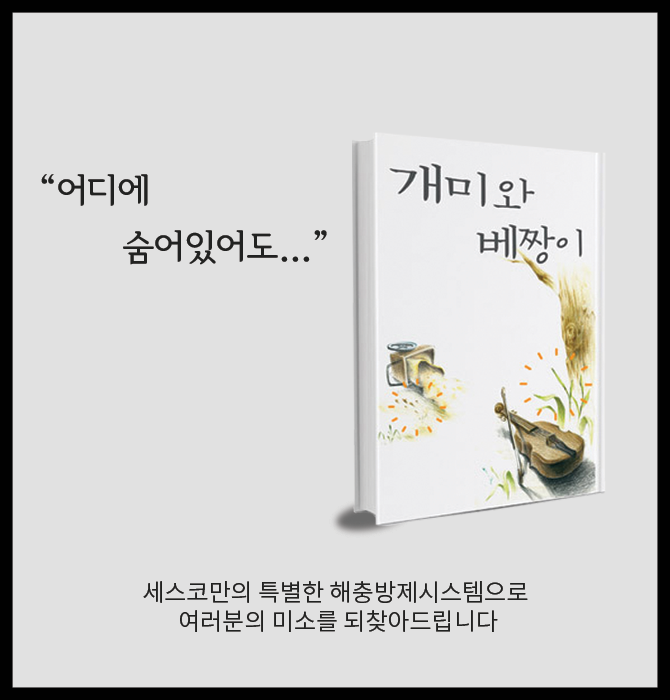 “어디에
숨어있어도...”
개미와
베짱이
세스코만의 특별한 해충방제시스템으로
여러분의 미소를 되찾아드립니다